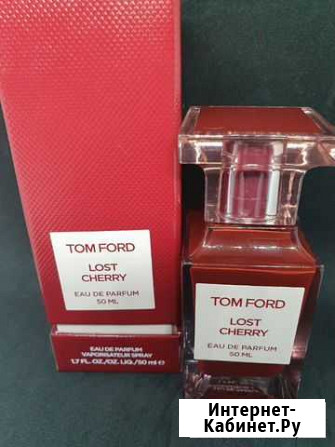 TOM FORD
LOST
CHERRY
EAU DE PARFUM
50 ML
EAU DE PARFUM
VAPORISATEUR SPRAY
1.7 FL. OZ./OZ. LIQ./50 ml ℮
TOM FORD
LOST
CHERRY
EAU DE PARFUM
50 ML
Интернет-
Кабинет.Ру